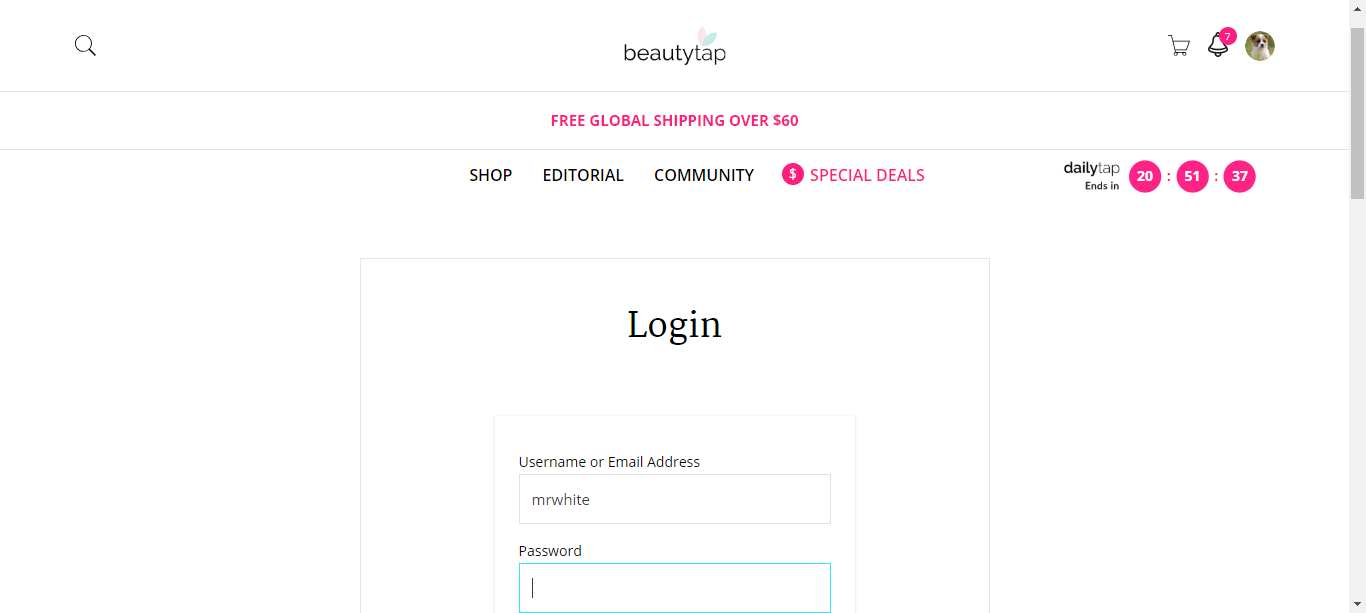 beautytap
7
FREE GLOBAL SHIPPING OVER $60
SHOP EDITORIAL COMMUNITY $ SPECIAL DEALS
dailytap
Ends in
20 : 51 : 37
Login
Username or Email Address
mrwhite
Password